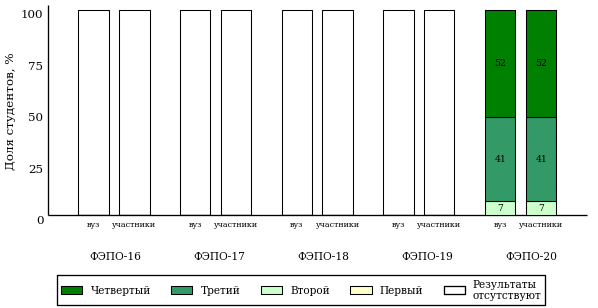 100
75
50
25
0
Доля студентов, %
52 52
41 41
7 7
вуз участники вуз участники вуз участники вуз участники вуз участники
ФЭПО-16 ФЭПО-17 ФЭПО-18 ФЭПО-19 ФЭПО-20
Четвертый Третий Второй Первый Результаты
отсутствуют